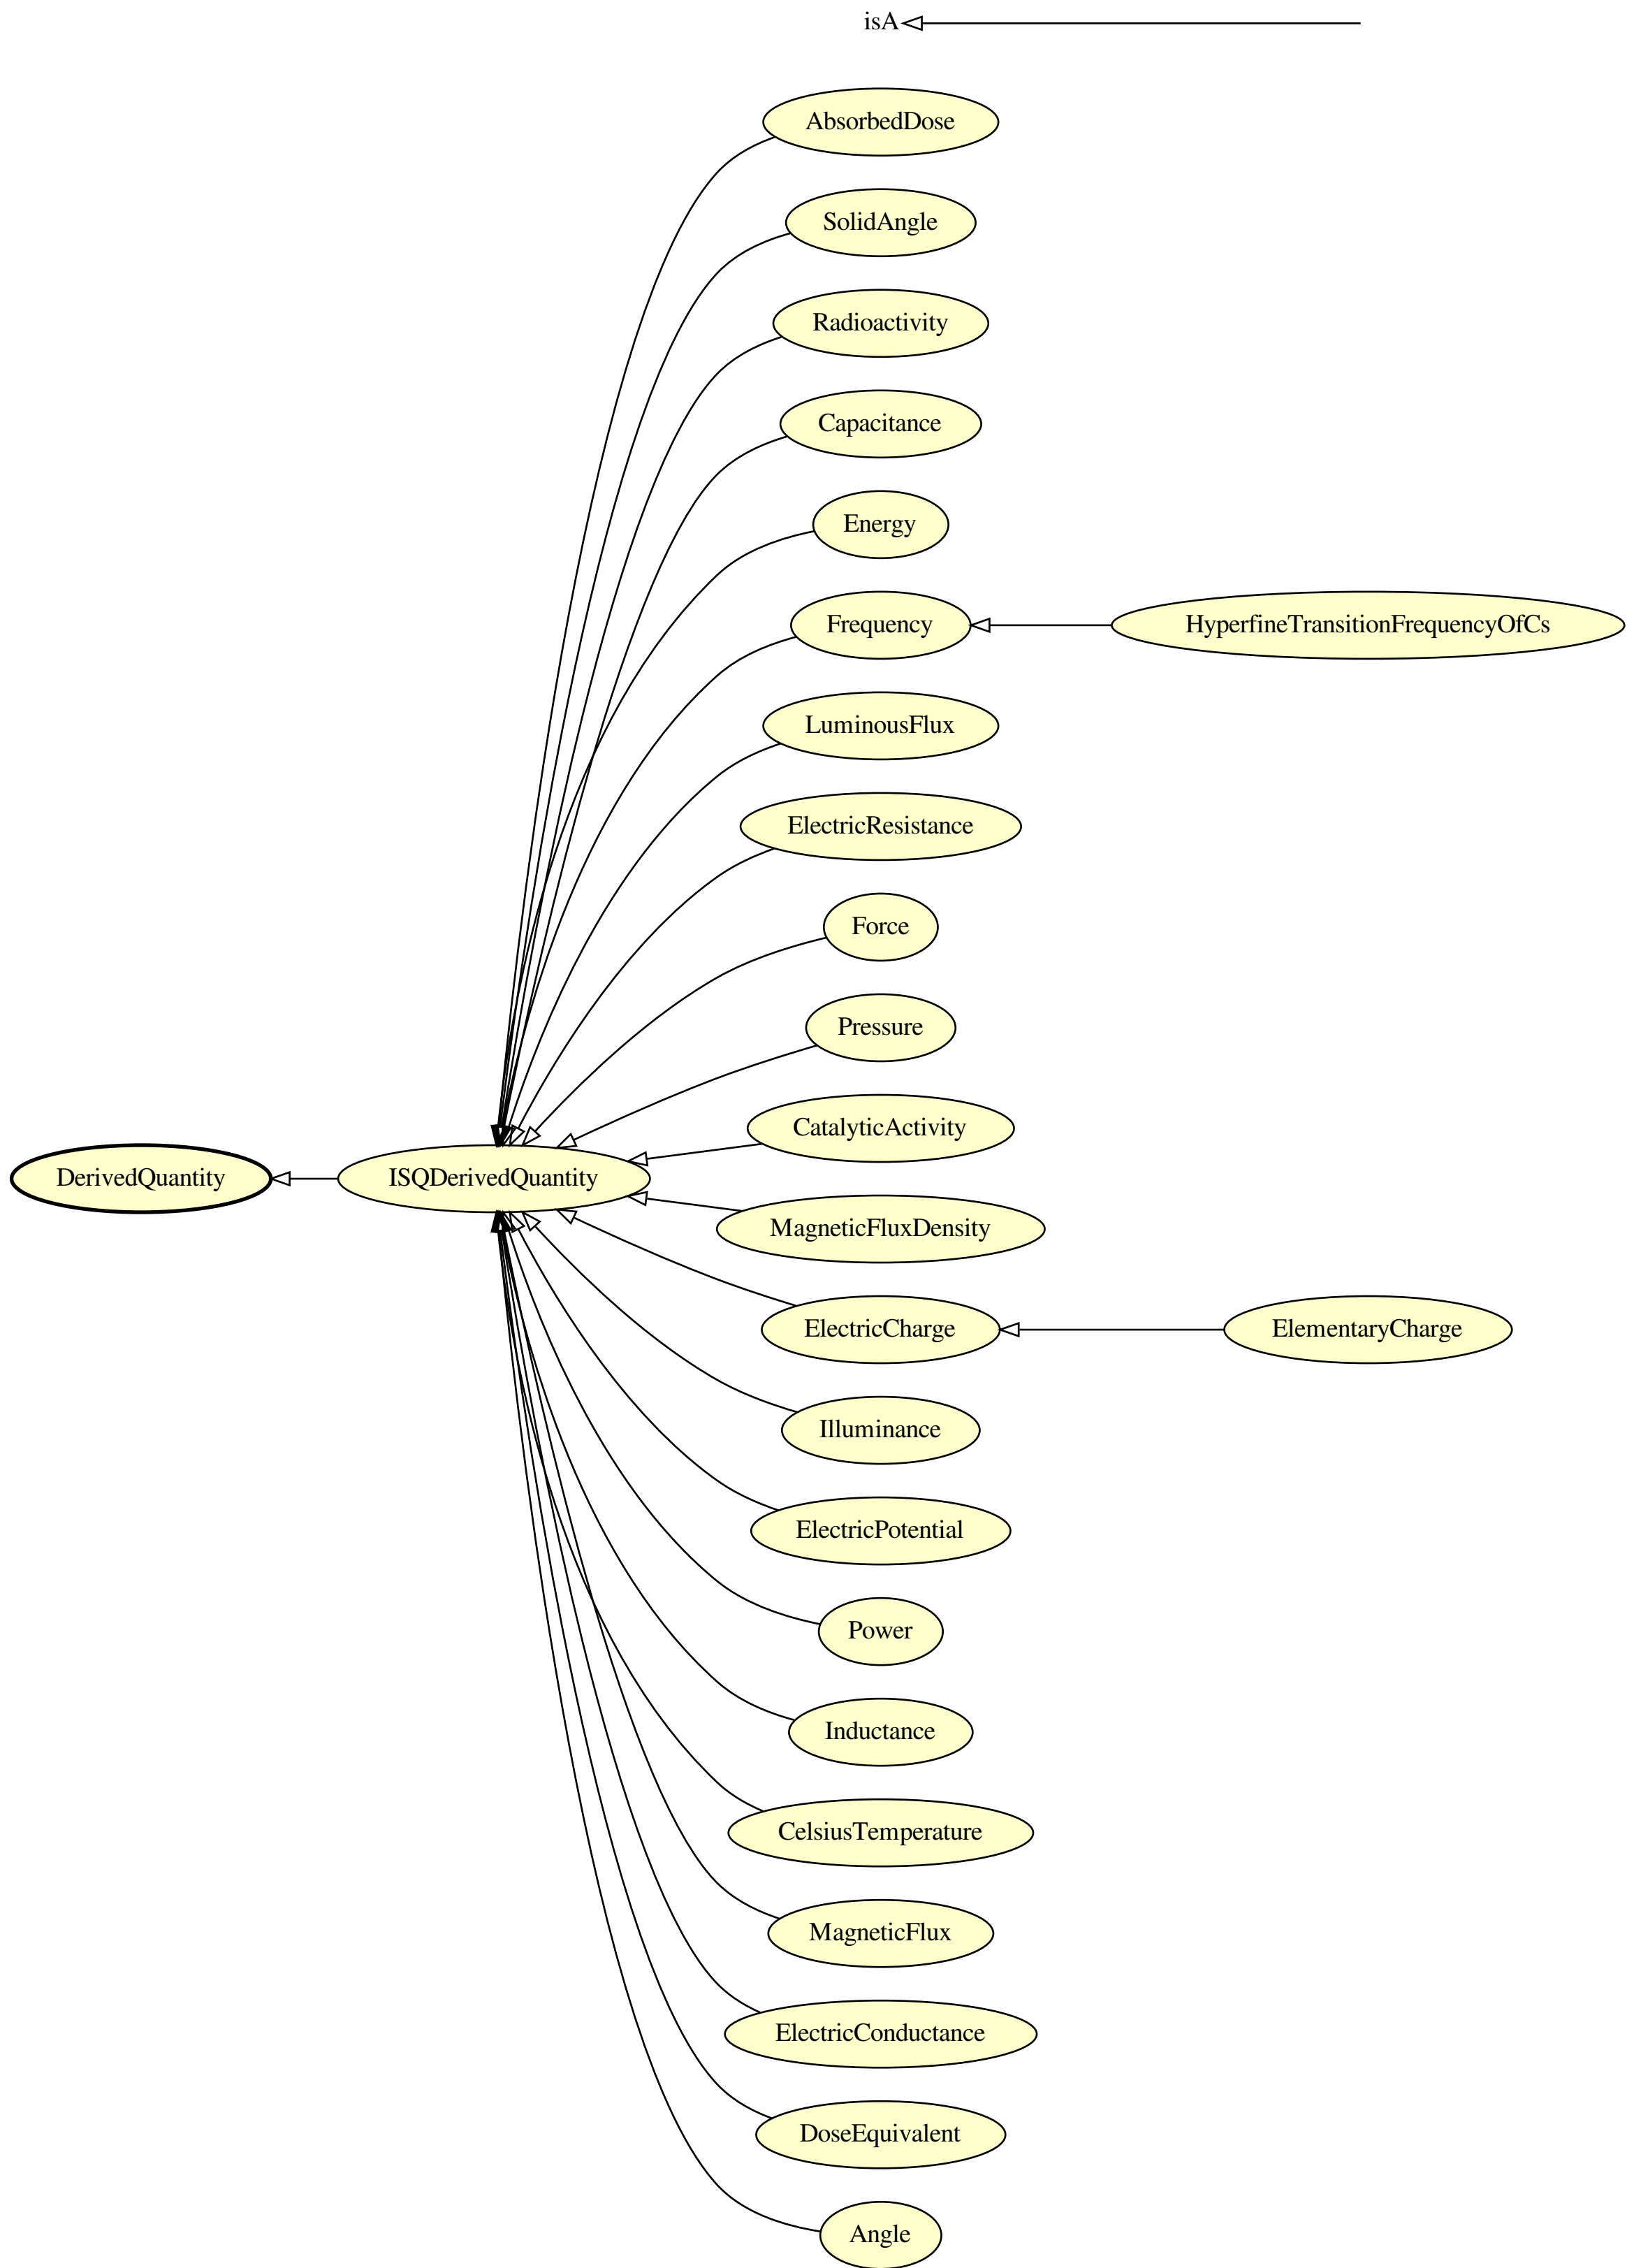 isA
AbsorbedDose
SolidAngle
Radioactivity
Capacitance
Energy
Frequency
HyperfineTransitionFrequencyOfCs
LuminousFlux
ElectricResistance
Force
Pressure
CatalyticActivity
DerivedQuantity
ISQDerivedQuantity
MagneticFluxDensity
ElectricCharge
ElementaryCharge
Illuminance
ElectricPotential
Power
Inductance
CelsiusTemperature
MagneticFlux
ElectricConductance
DoseEquivalent
Angle